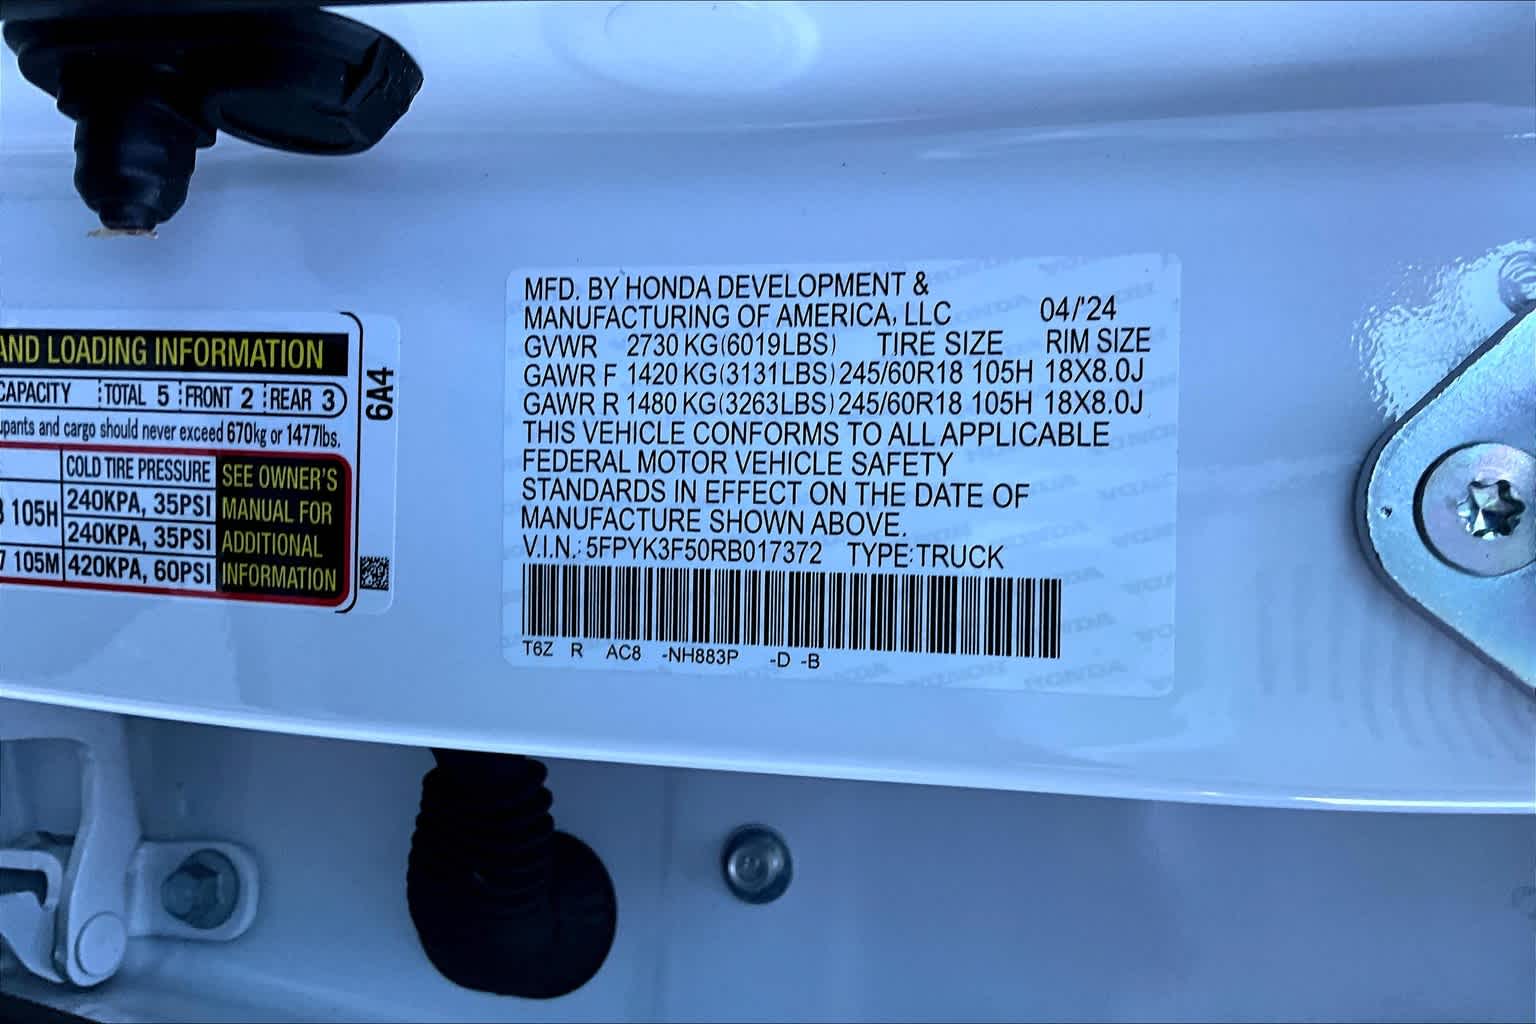 AND LOADING INFORMATION
CAPACITY TOTAL 5 FRONT 2 REAR 3
upants and cargo should never exceed 670kg or 1477lbs.
COLD TIRE PRESSURE
105H 240KPA, 35PSI
240KPA, 35PSI
7 105M 420KPA, 60PSI
SEE OWNER'S
MANUAL FOR
ADDITIONAL
INFORMATION
6A4
MFD. BY HONDA DEVELOPMENT &
MANUFACTURING OF AMERICA, LLC 04/'24
GVWR 2730 KG(6019LBS) TIRE SIZE RIM SIZE
GAWR F 1420 KG(3131LBS) 245/60R18 105H 18X8.0J
GAWR R 1480 KG(3263LBS) 245/60R18 105H 18X8.0J
THIS VEHICLE CONFORMS TO ALL APPLICABLE
FEDERAL MOTOR VEHICLE SAFETY
STANDARDS IN EFFECT ON THE DATE OF
MANUFACTURE SHOWN ABOVE.
V.I.N.: 5FPYK3F50RB017372 TYPE: TRUCK
T6Z R AC8 -NH883P -D -B